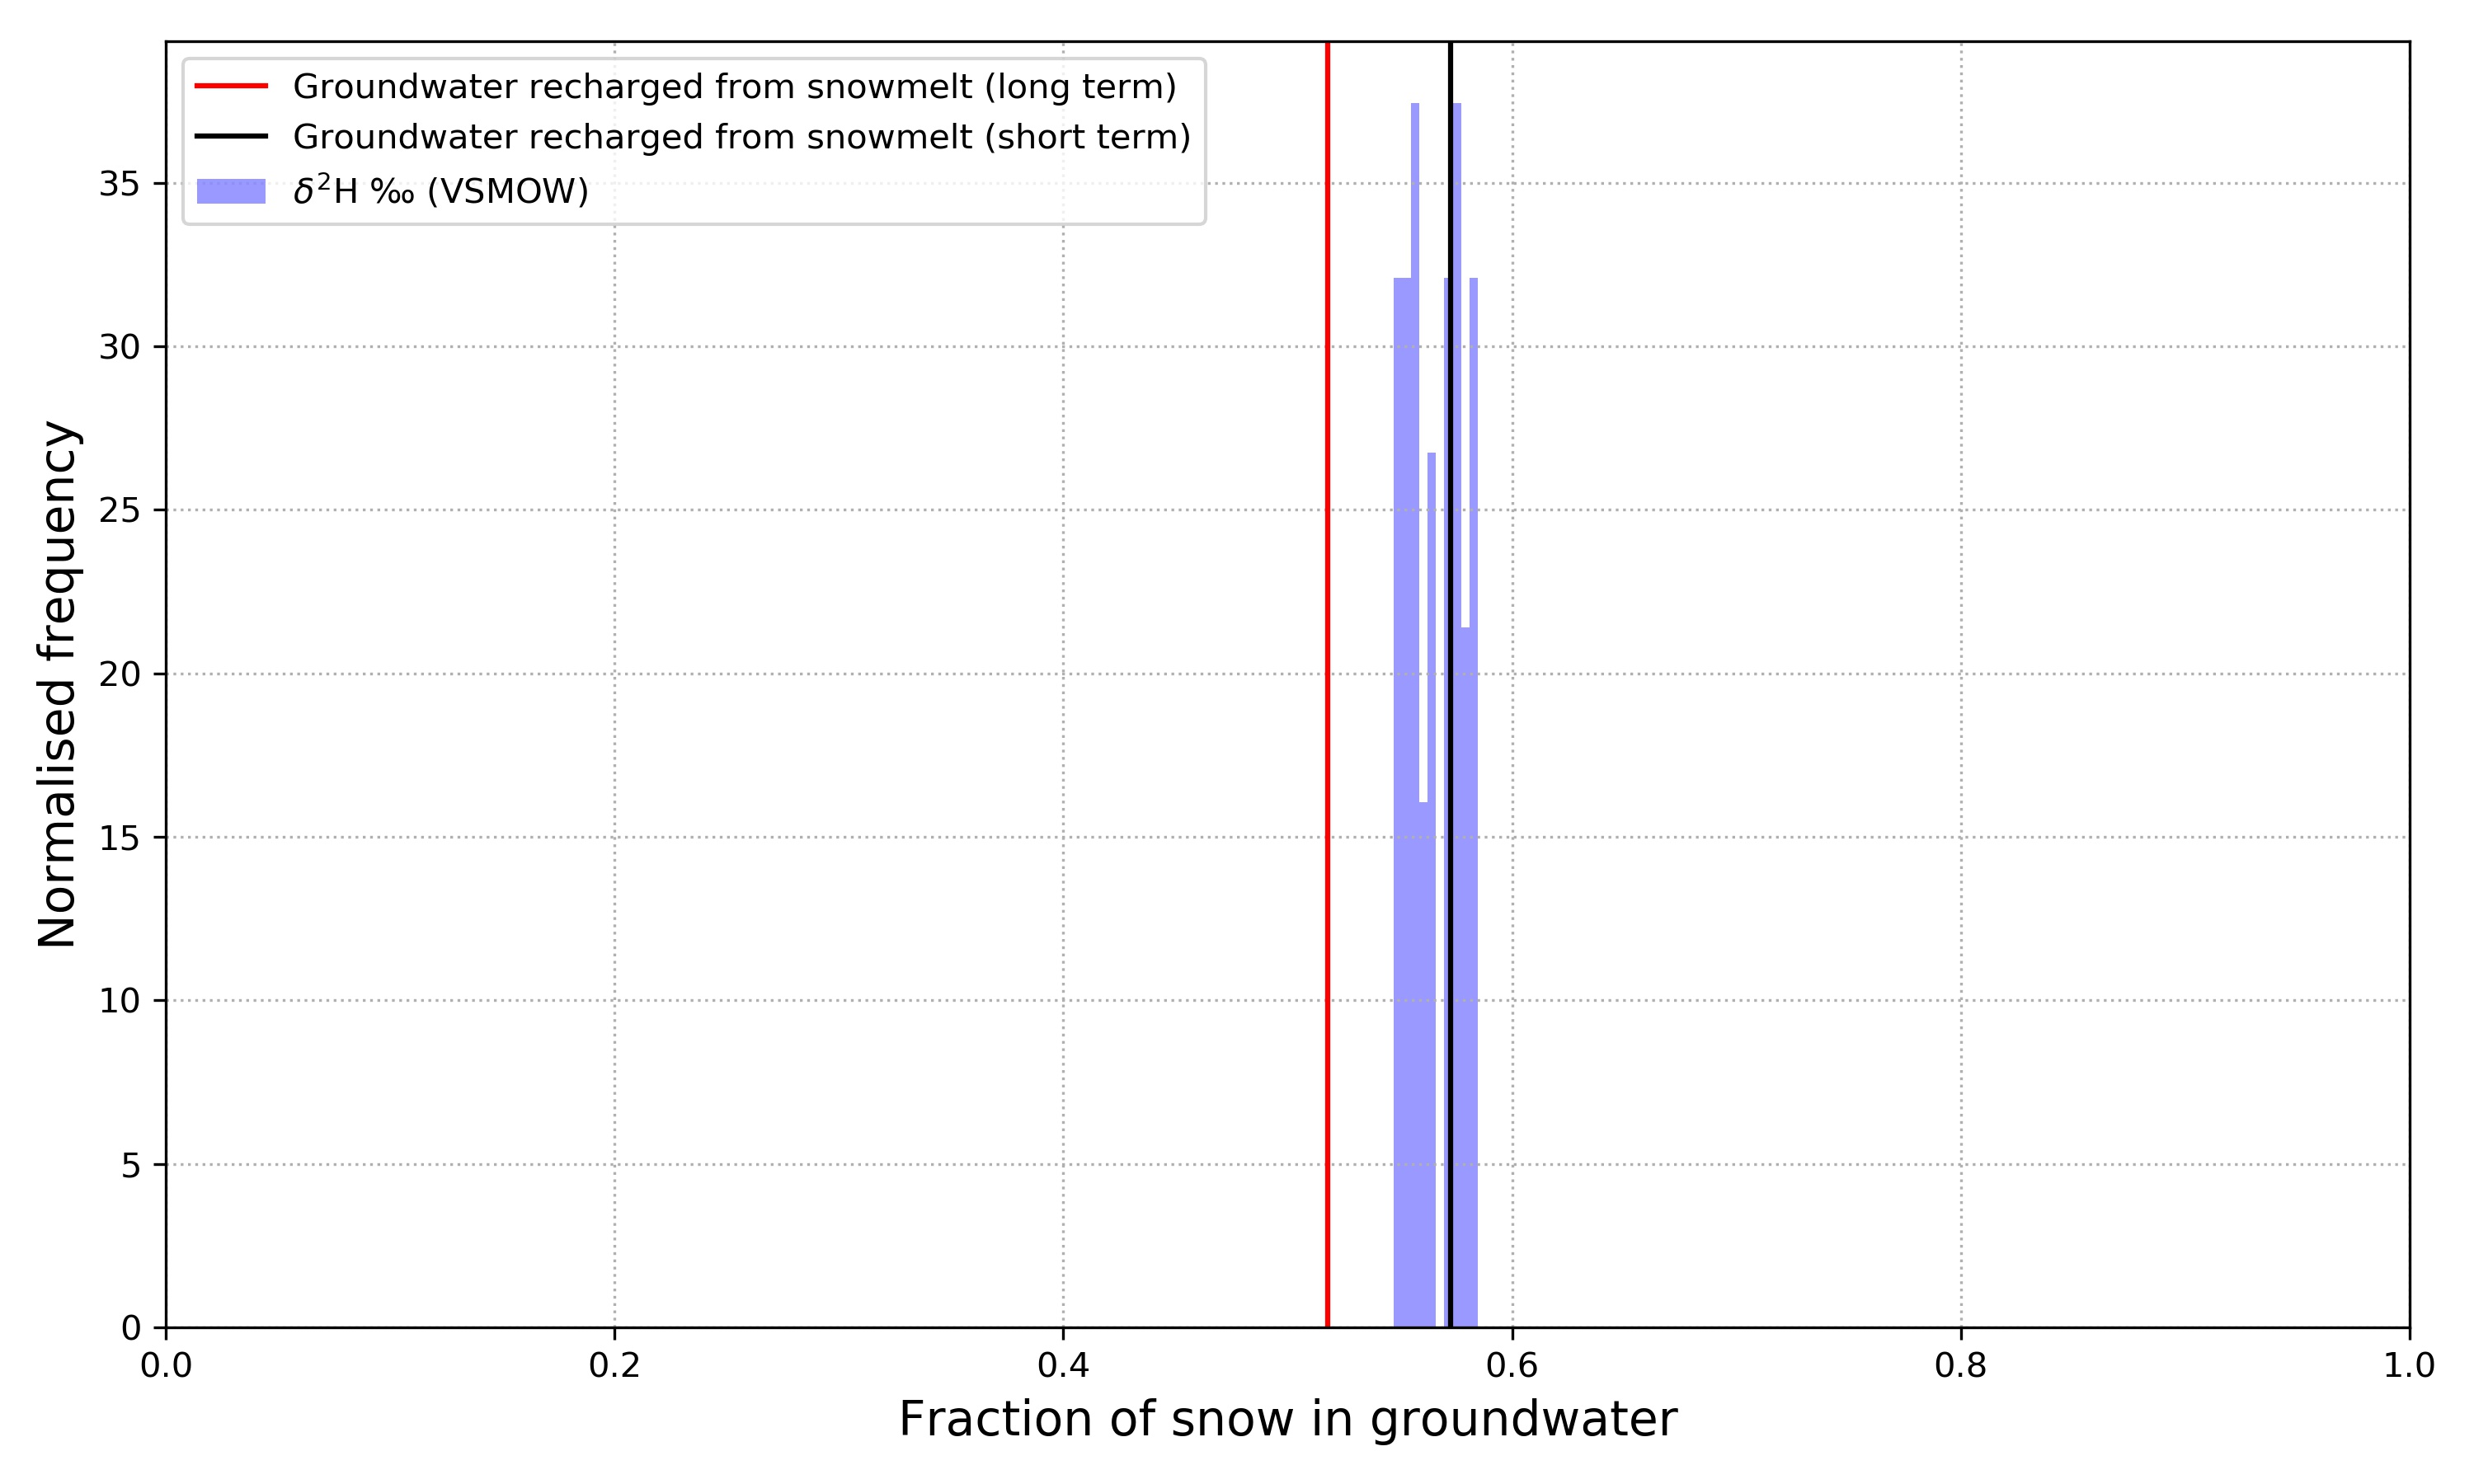 Groundwater recharged from snowmelt (long term)
Groundwater recharged from snowmelt (short term)
δ²H ‰ (VSMOW)
Normalised frequency
35
30
25
20
15
10
5
0
0.0 0.2 0.4 0.6 0.8 1.0
Fraction of snow in groundwater